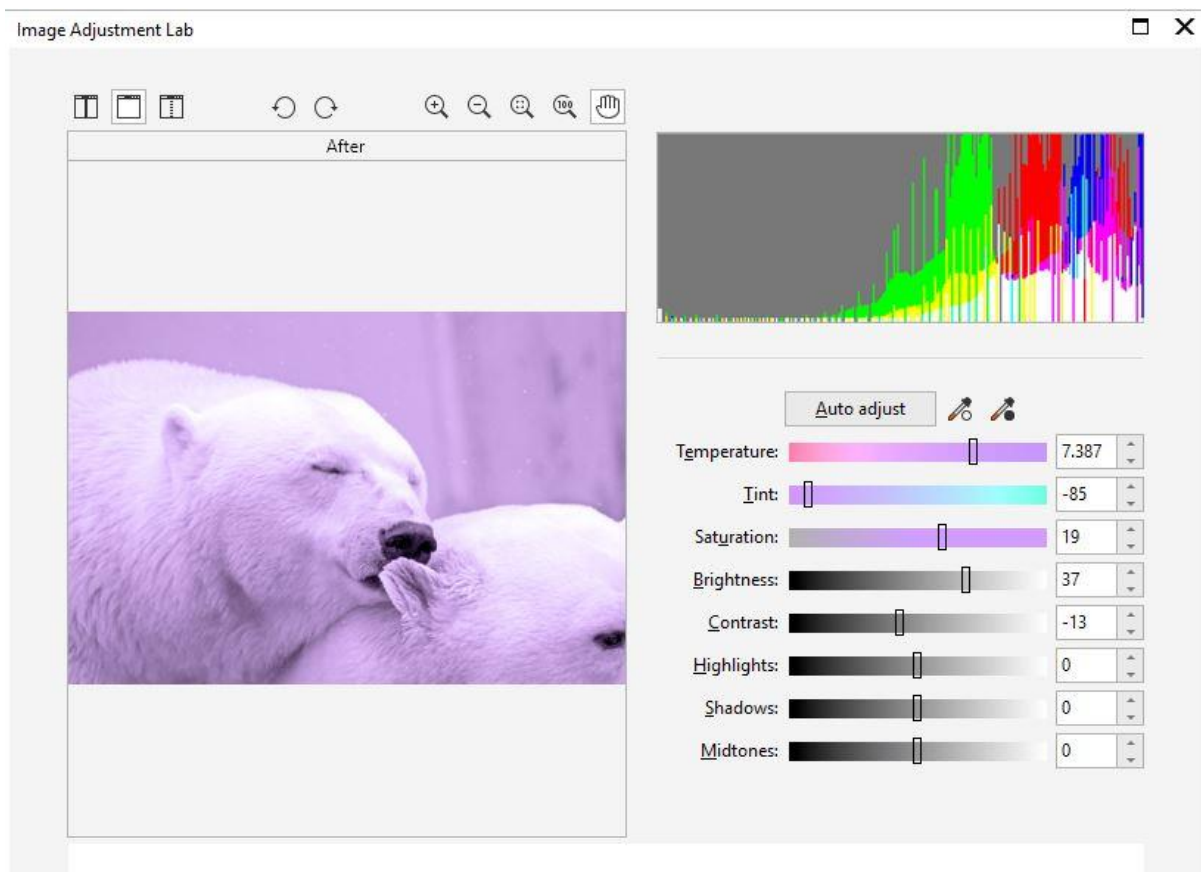 Image Adjustment Lab
100
After
Auto adjust
Temperature: 7.387
Tint: -85
Saturation: 19
Brightness: 37
Contrast: -13
Highlights: 0
Shadows: 0
Midtones: 0